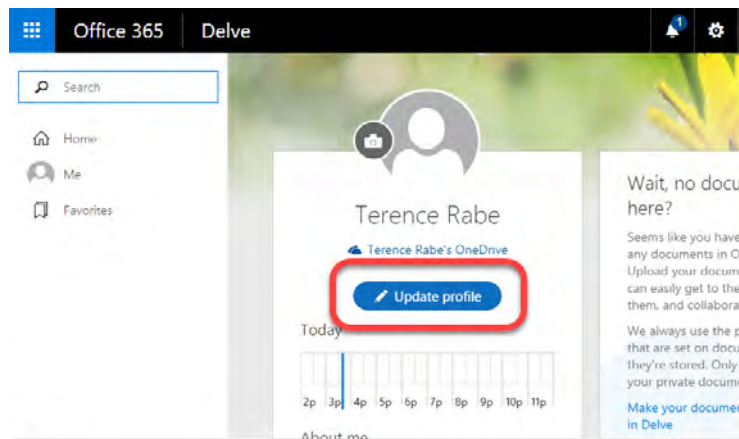 Office 365 Delve 1
Search
Home
Me
Favorites
Terence Rabe
Terence Rabe's OneDrive
Update profile
Today
2p 3p 4p 5p 6p 7p 8p 9p 10p 11p
About me
Wait, no docu
here?
Seems like you have
any documents in O
Upload your docum
can easily get to the
them, and collabora
We always use the p
that are set on docu
they're stored. Only
your private docume
Make your documen
in Delve